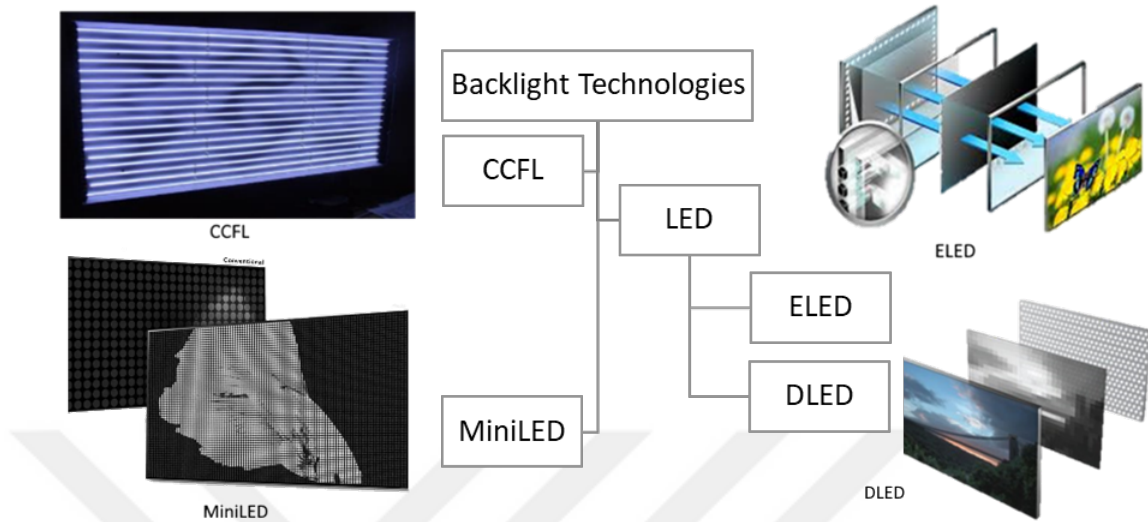 Backlight Technologies
CCFL
LED
ELED
DLED
MiniLED
CCFL
Conventional
MiniLED
ELED
DLED